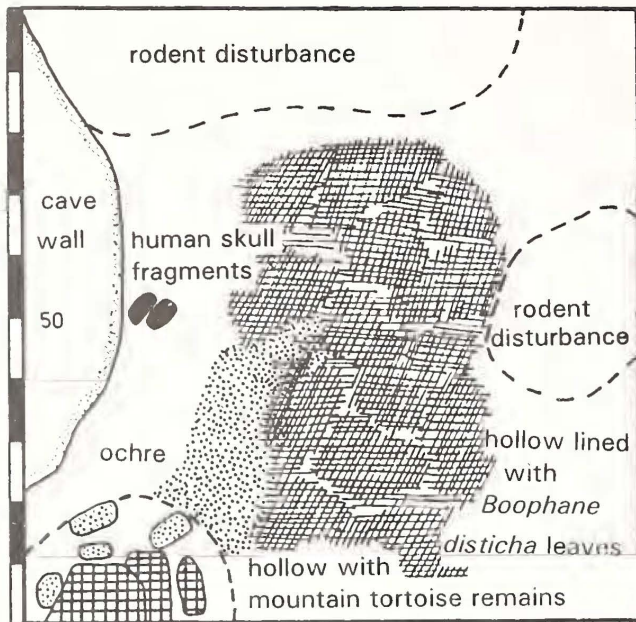 rodent disturbance
cave
wall
human skull
fragments
50
rodent
disturbance
ochre
hollow lined
with
Boophane
disticha leaves
hollow with
mountain tortoise remains